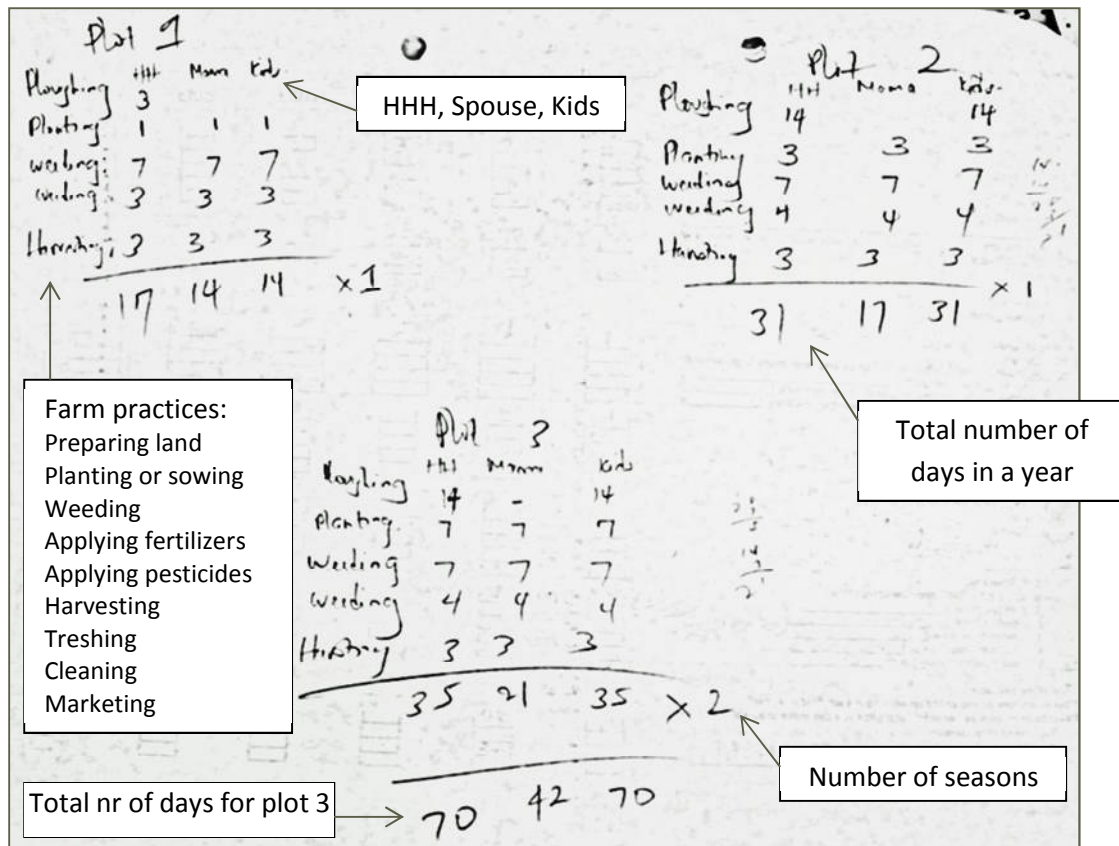 Plot 1
HH Mama Kids
Ploughing 3
Planting 1 1 1
weeding: 7 7 7
weeding: 3 3 3
Harvesting: 3 3 3
17 14 14 x 1
HHH, Spouse, Kids
Plot 2
HH Mama Kids
Ploughing 14 14
Planting 3 3 3
weeding 7 7 7
weeding 4 4 4
Harvesting 3 3 3
31 17 31 x 1
Farm practices:
Preparing land
Planting or sowing
Weeding
Applying fertilizers
Applying pesticides
Harvesting
Treshing
Cleaning
Marketing
Total number of
days in a year
Plot 3
HH Mama Kids
Ploughing 14 - 14
Planting 7 7 7
weeding 7 7 7
weeding 4 4 4
Harvesting 3 3 3
35 21 35 x 2
Number of seasons
Total nr of days for plot 3
70 42 70